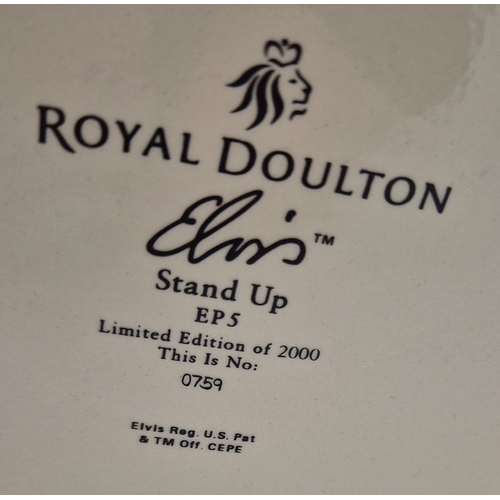 ROYAL DOULTON
Elvis™
Stand Up
EP5
Limited Edition of 2000
This Is No:
0759
Elvis Reg. U.S. Pat
& TM Off. CEPE